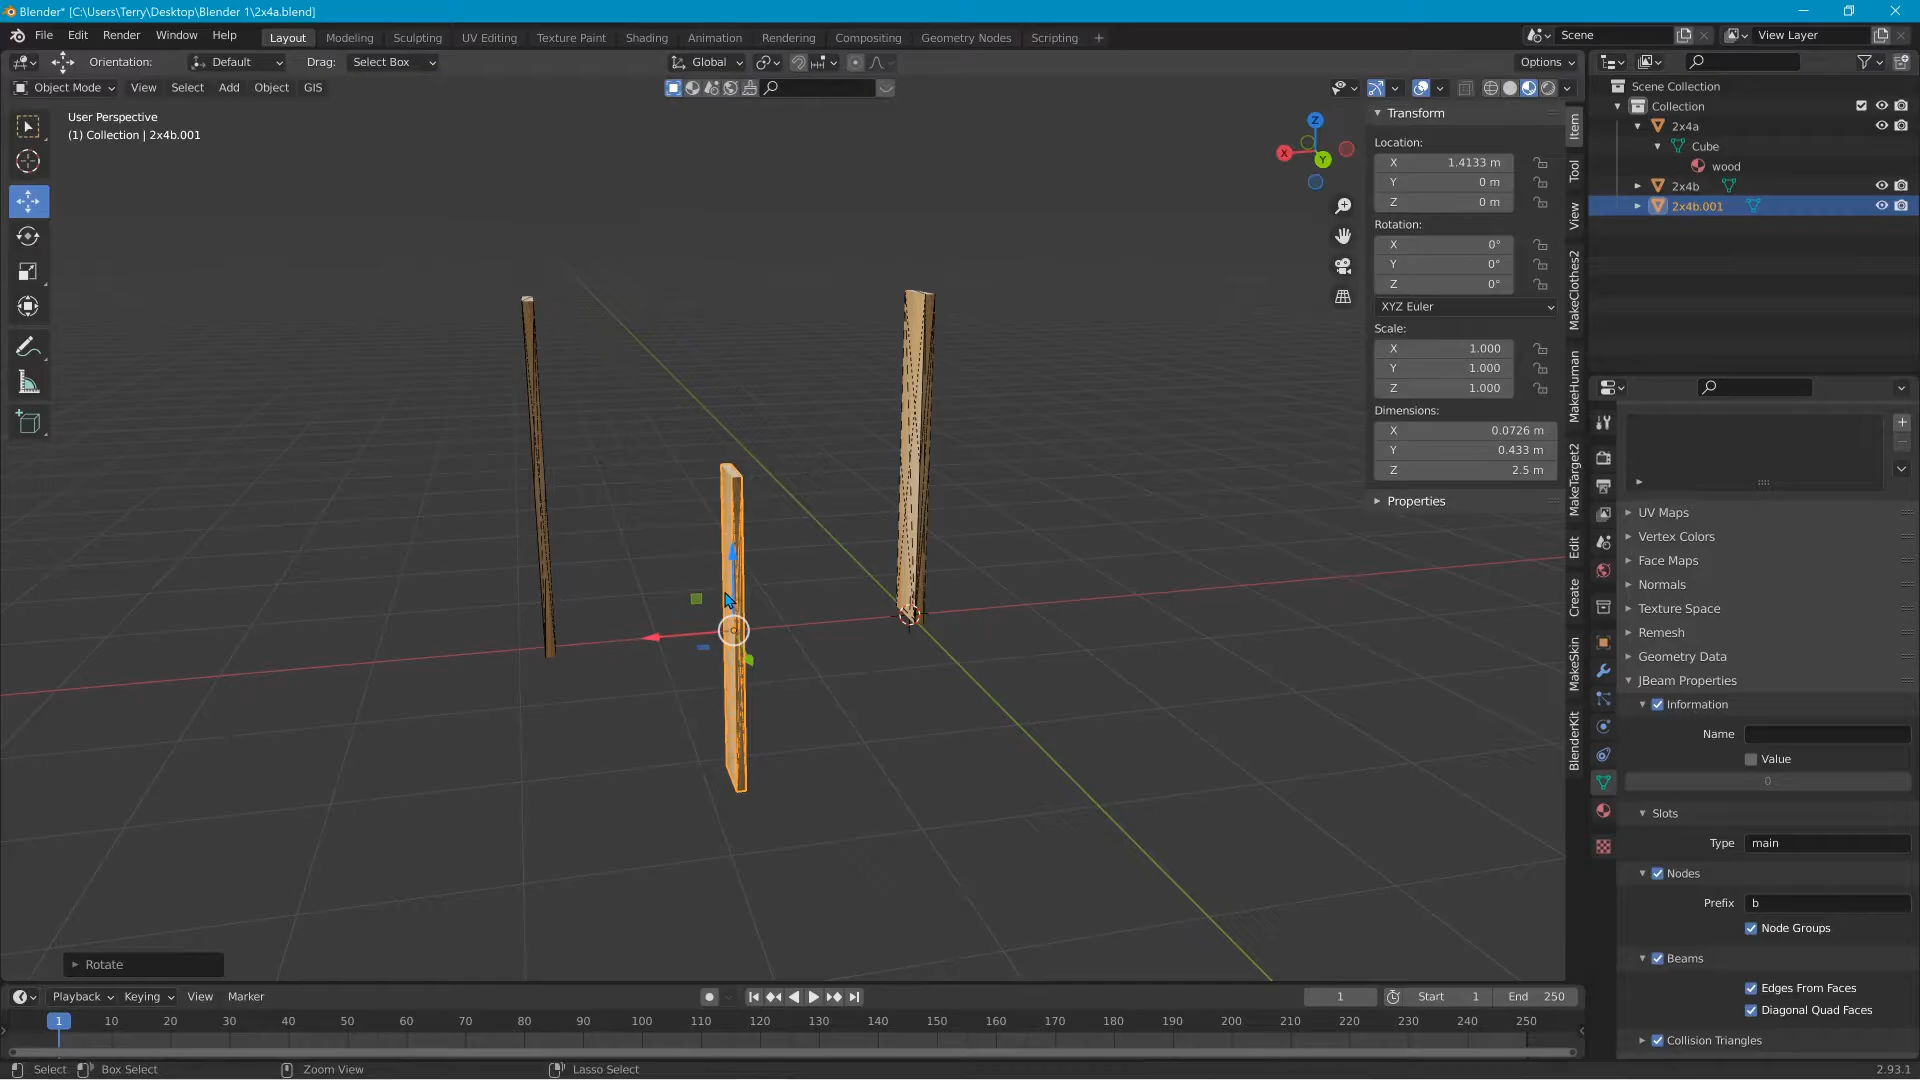 Blender* [C:\Users\Terry\Desktop\Blender 1\2x4a.blend]
File Edit Render Window Help Layout Modeling Sculpting UV Editing Texture Paint Shading Animation Rendering Compositing Geometry Nodes Scripting + Scene View Layer
Orientation: Default Drag: Select Box Global Options
Object Mode View Select Add Object GIS
User Perspective
(1) Collection | 2x4b.001
Z
X
Y
Transform
Location:
X 1.4133 m
Y 0 m
Z 0 m
Rotation:
X 0°
Y 0°
Z 0°
XYZ Euler
Scale:
X 1.000
Y 1.000
Z 1.000
Dimensions:
X 0.0726 m
Y 0.433 m
Z 2.5 m
Properties
Item
Tool
View
MakeClothes2
MakeHuman
MakeTarget2
Edit
Create
MakeSkin
BlenderKit
Scene Collection
Collection
2x4a
Cube
wood
2x4b
2x4b.001
UV Maps
Vertex Colors
Face Maps
Normals
Texture Space
Remesh
Geometry Data
JBeam Properties
Information
Name
Value
0
Slots
Type main
Nodes
Prefix b
Node Groups
Beams
Edges From Faces
Diagonal Quad Faces
Collision Triangles
Rotate
Playback Keying View Marker 1 Start 1 End 250
1 10 20 30 40 50 60 70 80 90 100 110 120 130 140 150 160 170 180 190 200 210 220 230 240 250
Select Box Select Zoom View Lasso Select 2.93.1